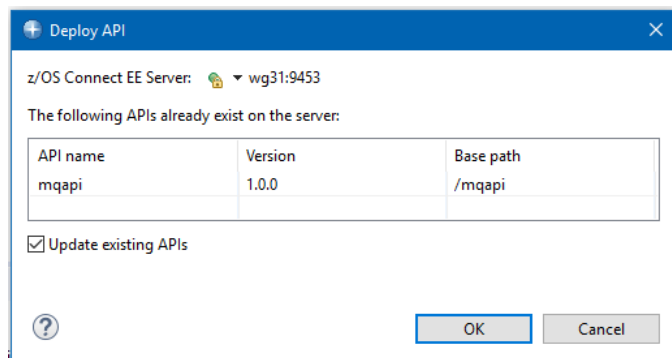 Deploy API
z/OS Connect EE Server: wg31:9453
The following APIs already exist on the server:
API name Version Base path
mqapi 1.0.0 /mqapi
Update existing APIs
? OK Cancel